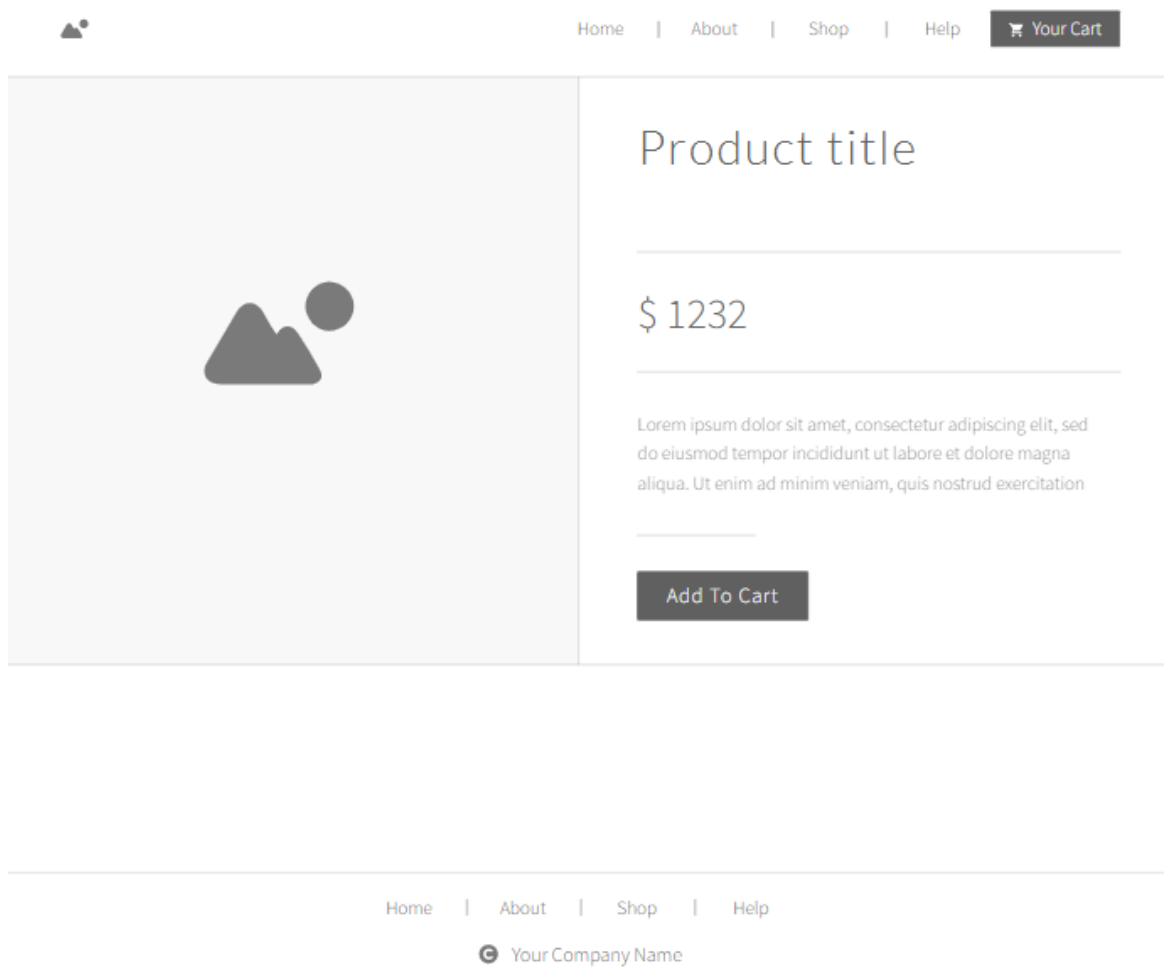 Home | About | Shop | Help Your Cart
Product title
$ 1232
Lorem ipsum dolor sit amet, consectetur adipiscing elit, sed
do eiusmod tempor incididunt ut labore et dolore magna
aliqua. Ut enim ad minim veniam, quis nostrud exercitation
Add To Cart
Home | About | Shop | Help
© Your Company Name